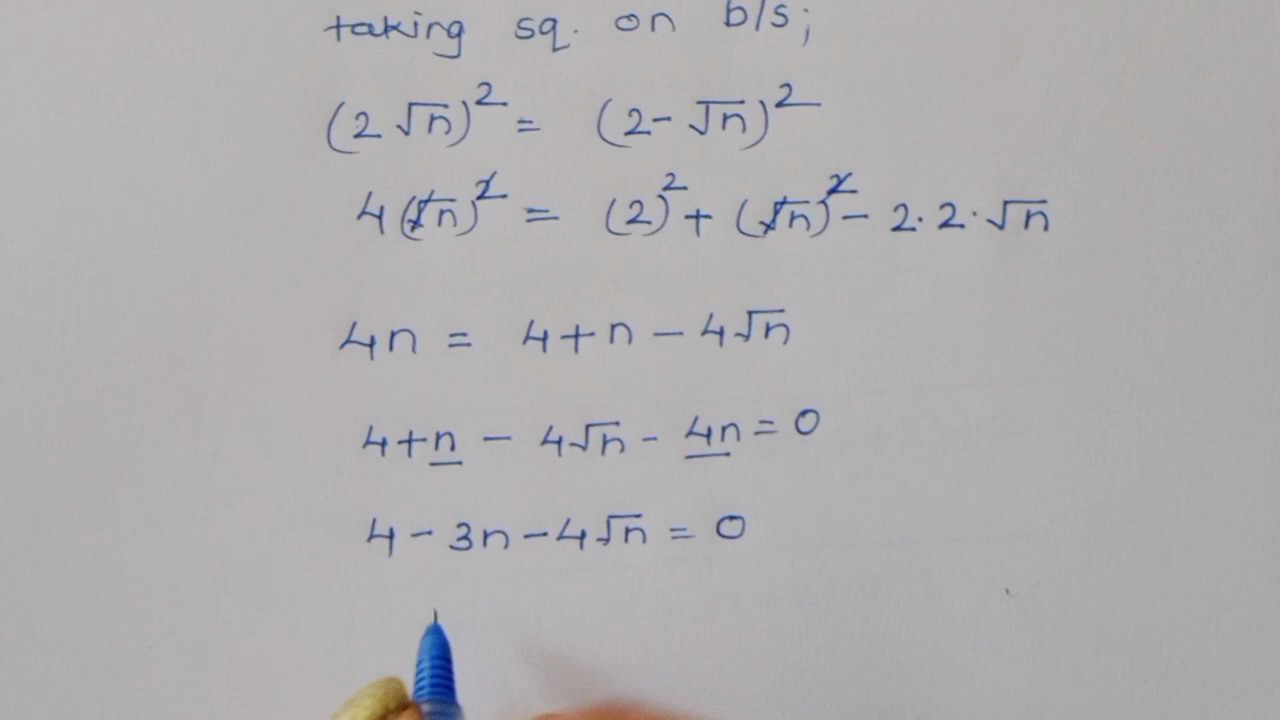 taking sq. on b/s;
(2√n)² = (2-√n)²
4(√n)² = (2)² + (√n)² - 2·2·√n
4n = 4+n-4√n
4+n - 4√n - 4n = 0
4-3n-4√n = 0